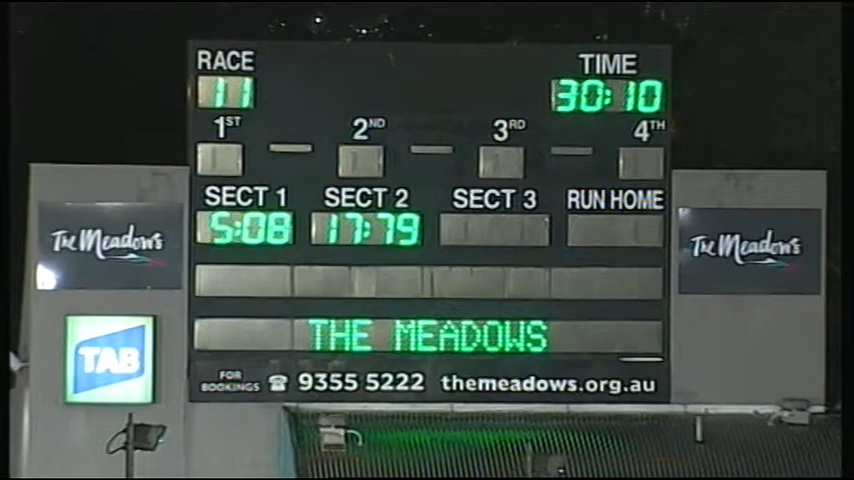 RACE TIME
11 30:10
1ST 2ND 3RD 4TH
SECT 1 SECT 2 SECT 3 RUN HOME
5:08 17:79
The Meadows The Meadows
TAB
THE MEADOWS
FOR BOOKINGS ☎ 9355 5222 themeadows.org.au